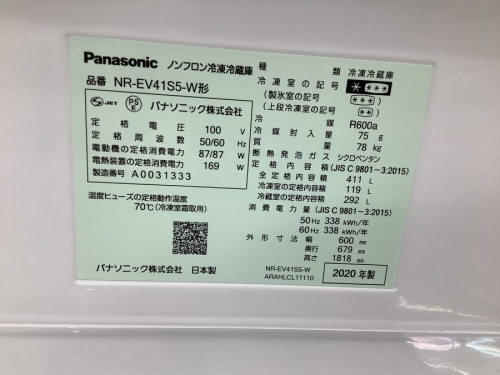 Panasonic ノンフロン冷凍冷蔵庫
品番 NR-EV41S5-W形
S JET PS E パナソニック株式会社
定格電圧 100 V
定格周波数 50/60 Hz
電動機の定格消費電力 87/87 W
電熱装置の定格消費電力 169 W
製造番号 A0031333
温度ヒューズの定格動作温度
70℃(冷凍室霜取用)
パナソニック株式会社 日本製
種類 冷凍冷蔵庫
冷凍室の記号 * ***
(製氷室の記号 *** )
(上段冷凍室の記号 ** )
冷媒 R600a
冷媒封入量 75 g
質量 78 kg
断熱発泡ガス シクロペンタン
定格内容積 (JIS C 9801-3:2015)
全定格内容積 411 L
冷凍室の定格内容積 119 L
冷蔵室の定格内容積 292 L
消費電力量 (JIS C 9801-3:2015)
50Hz 338 kWh/年
60Hz 338 kWh/年
外形寸法 幅 600 mm
奥行 679 mm
高さ 1818 mm
NR-EV41S5-W
ARAHLCL11110
2020年製